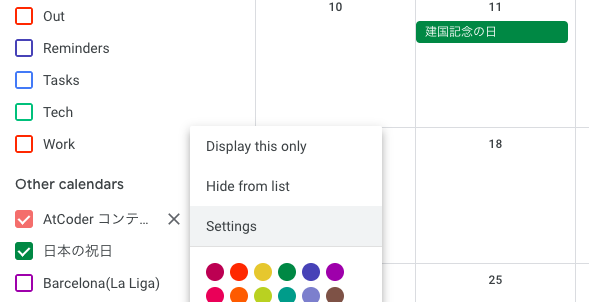 Out
Reminders
Tasks
Tech
Work
Other calendars
AtCoder コンテ...
日本の祝日
Barcelona(La Liga)
Display this only
Hide from list
Settings
10
11
建国記念の日
18
25